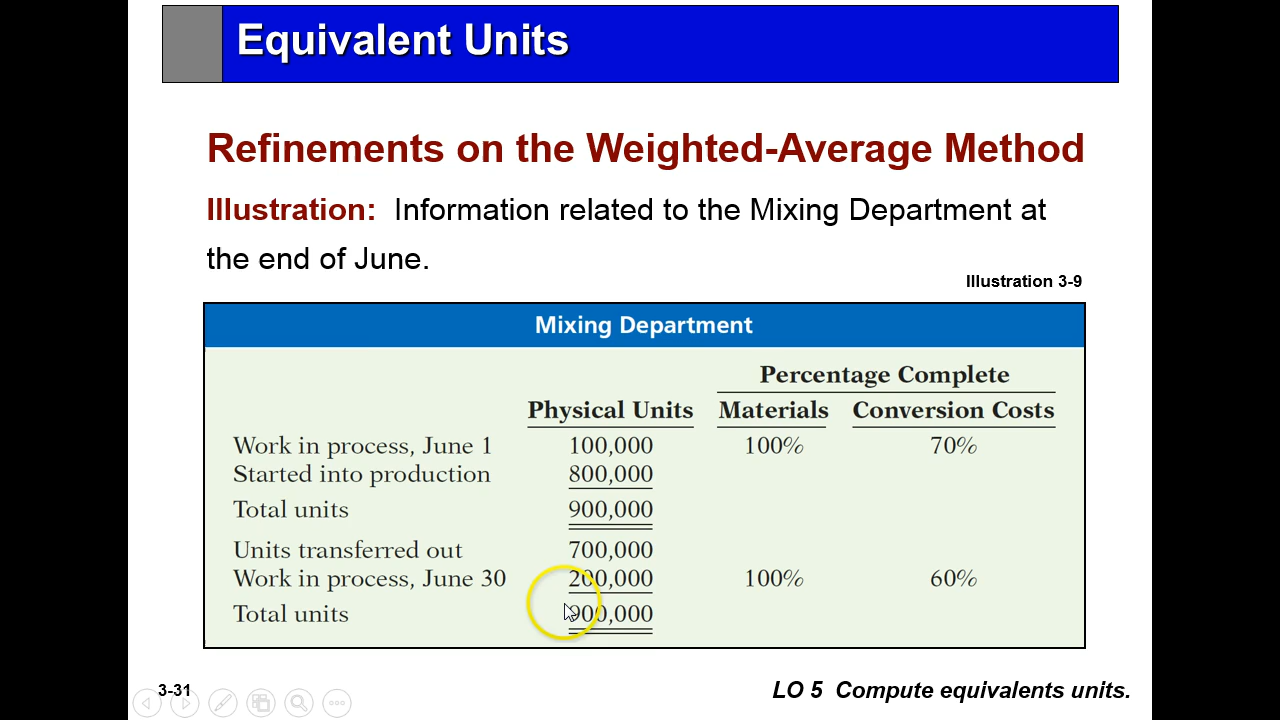 Equivalent Units
Refinements on the Weighted-Average Method
Illustration: Information related to the Mixing Department at
the end of June.
Illustration 3-9
Mixing Department
Percentage Complete
Physical Units Materials Conversion Costs
Work in process, June 1 100,000 100% 70%
Started into production 800,000
Total units 900,000
Units transferred out 700,000
Work in process, June 30 200,000 100% 60%
Total units 900,000
3-31
LO 5 Compute equivalents units.